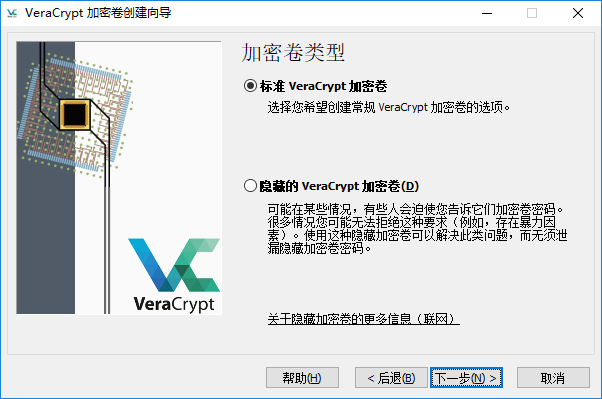 VeraCrypt 加密卷创建向导
加密卷类型
标准 VeraCrypt 加密卷
选择您希望创建常规 VeraCrypt 加密卷的选项。
隐藏的 VeraCrypt 加密卷(D)
可能在某些情况，有些人会迫使您告诉它们加密卷密码。
很多情况您可能无法拒绝这种要求（例如，存在暴力因
素）。使用这种隐藏加密卷可以解决此类问题，而无须泄
漏隐藏加密卷密码。
VeraCrypt
关于隐藏加密卷的更多信息（联网）
帮助(H)
< 后退(B)
下一步(N) >
取消